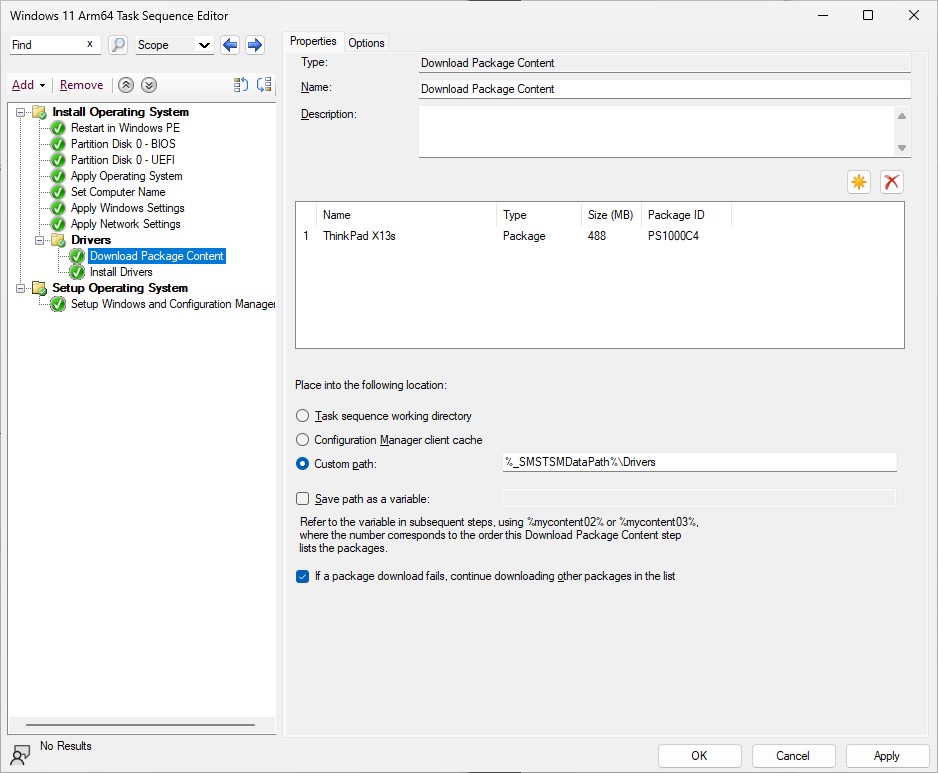 Windows 11 Arm64 Task Sequence Editor
Find x Scope
Properties Options
Add Remove
Install Operating System
Restart in Windows PE
Partition Disk 0 - BIOS
Partition Disk 0 - UEFI
Apply Operating System
Set Computer Name
Apply Windows Settings
Apply Network Settings
Drivers
Download Package Content
Install Drivers
Setup Operating System
Setup Windows and Configuration Manager
Type: Download Package Content
Name: Download Package Content
Description:
Name Type Size (MB) Package ID
1 ThinkPad X13s Package 488 PS1000C4
Place into the following location:
Task sequence working directory
Configuration Manager client cache
Custom path: %_SMSTSMDataPath%\Drivers
Save path as a variable:
Refer to the variable in subsequent steps, using %mycontent02% or %mycontent03%,
where the number corresponds to the order this Download Package Content step
lists the packages.
If a package download fails, continue downloading other packages in the list
No Results
OK Cancel Apply